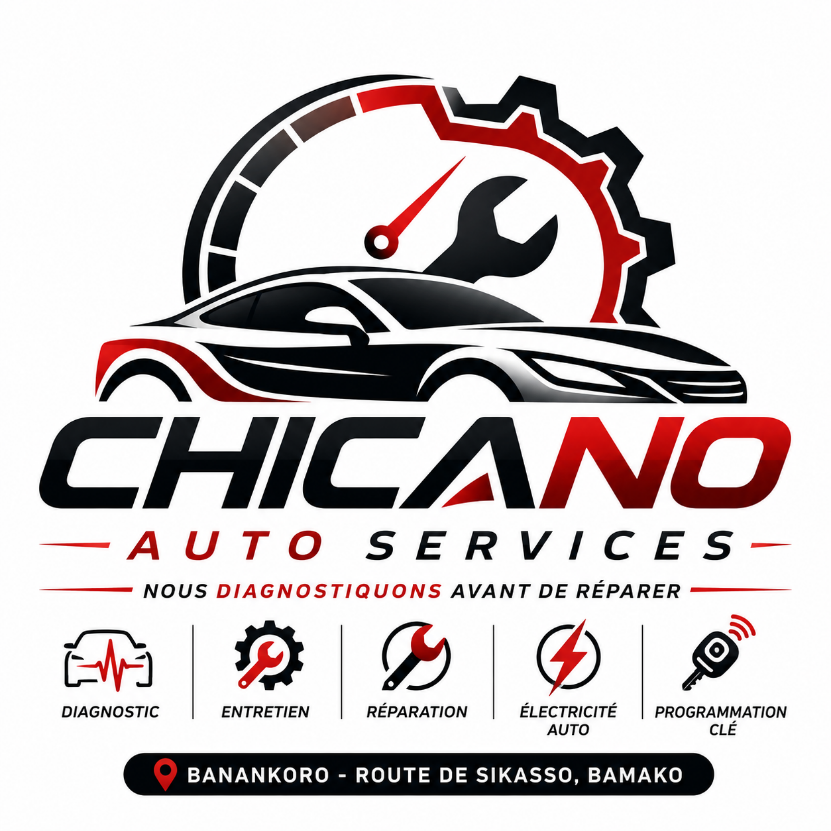 CHICANO
AUTO SERVICES
NOUS DIAGNOSTIQUONS AVANT DE RÉPARER
DIAGNOSTIC
ENTRETIEN
RÉPARATION
ÉLECTRICITÉ
AUTO
PROGRAMMATION
CLÉ
BANANKORO - ROUTE DE SIKASSO, BAMAKO